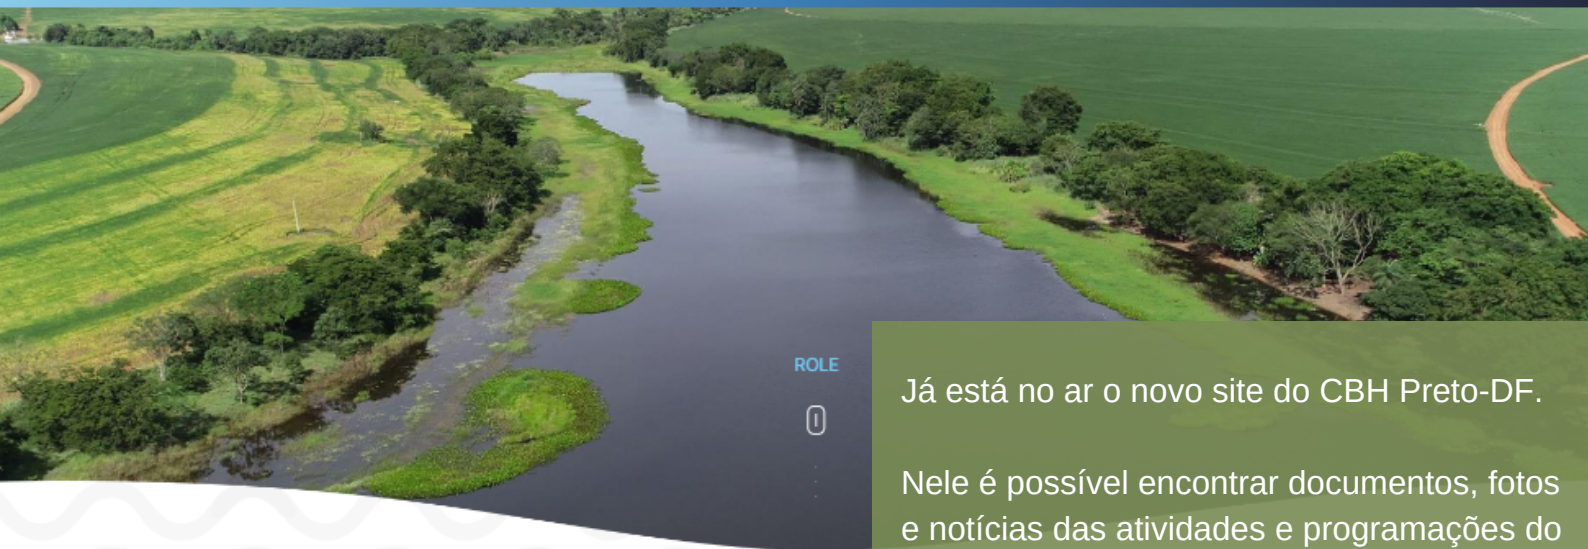 ROLE
Já está no ar o novo site do CBH Preto-DF.
Nele é possível encontrar documentos, fotos
e notícias das atividades e programações do